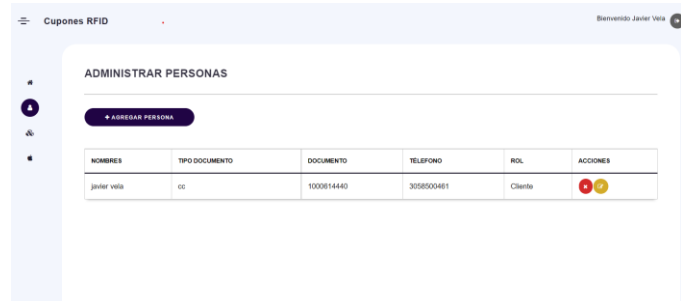 Cupones RFID
Bienvenido Javier Vela
ADMINISTRAR PERSONAS
+ AGREGAR PERSONA
NOMBRES TIPO DOCUMENTO DOCUMENTO TELEFONO ROL ACCIONES
javier vela cc 1000614440 3058500461 Cliente